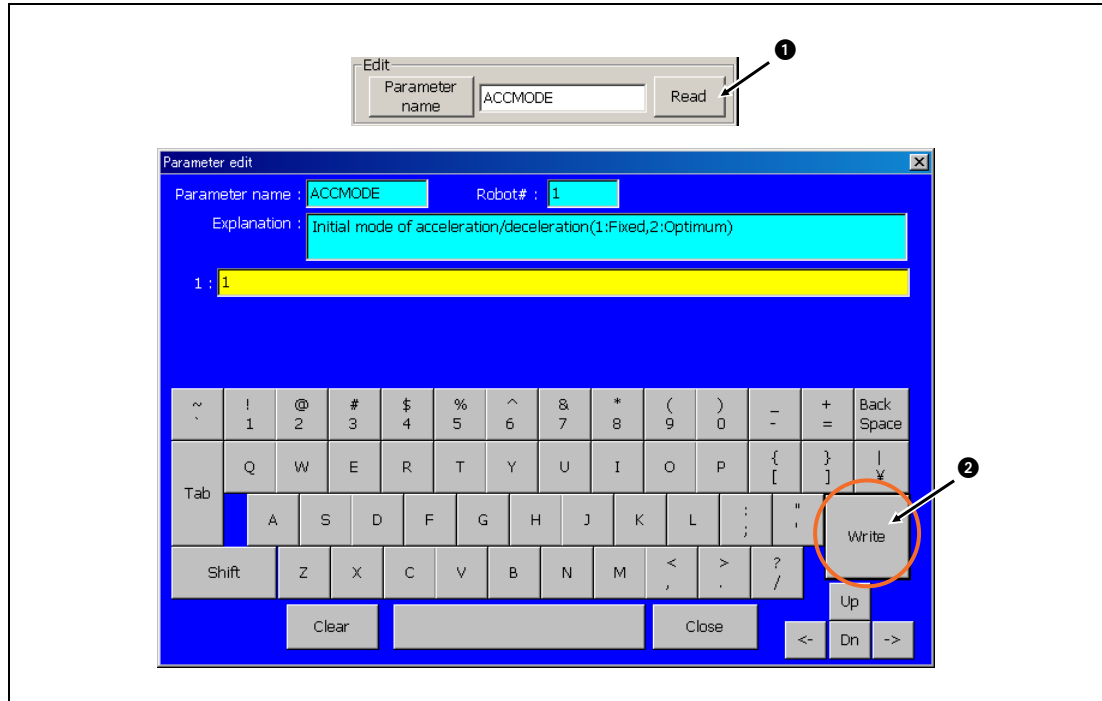 ❶
Edit
Parameter
name
ACCMODE
Read
Parameter edit
Parameter name : ACCMODE Robot# : 1
Explanation : Initial mode of acceleration/deceleration(1:Fixed,2:Optimum)
1 : 1
~ ! @ # $ % ^ & * ( ) _ + Back
` 1 2 3 4 5 6 7 8 9 0 - = Space
Tab
Q W E R T Y U I O P { [ } ] | ¥
❷
A S D F G H J K L : ; " '
Write
Shift Z X C V B N M < , > . ? /
Up
Clear Close
<- Dn ->